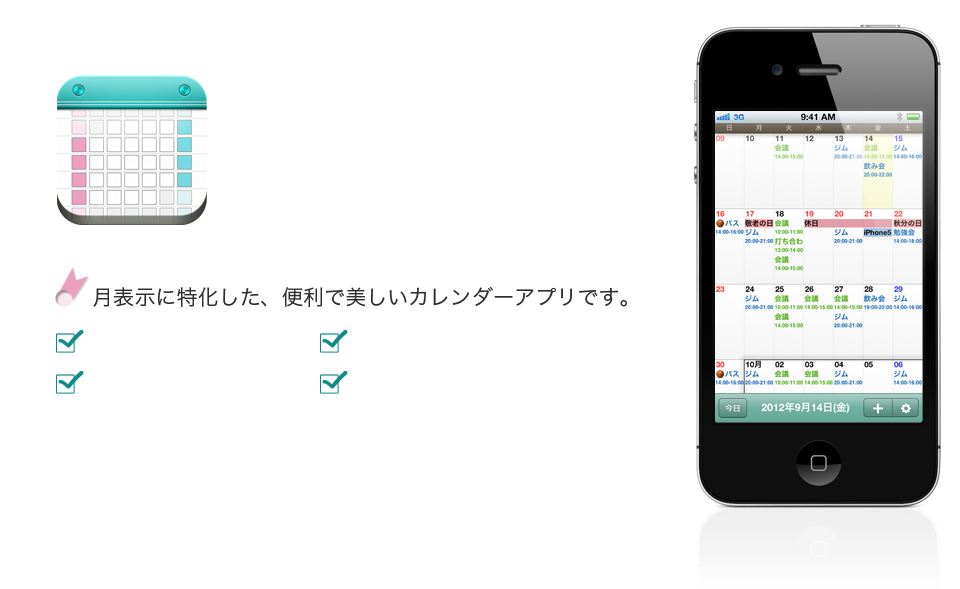 月表示に特化した、便利で美しいカレンダーアプリです。
3G 9:41 AM
日 月 火 水 木 金 土
09 10 11 12 13 14 15
会議 ジム 会議 ジム
14:00-15:00 20:00-21:00 14:00-15:00 14:00-16:00
飲み会
20:00-22:00
16 17 18 19 20 21 22
バス 敬老の日 会議 休日 秋分の日
14:00-16:00 ジム 10:00-11:00 ジム iPhone5 勉強会
20:00-21:00 打ち合わ 20:00-21:00 14:00-18:00
13:00-14:00
会議
14:00-15:00
23 24 25 26 27 28 29
ジム 会議 会議 会議 飲み会 ジム
20:00-21:00 10:00-11:00 14:00-15:00 14:00-15:00 19:00-22:00 14:00-16:00
会議 ジム
14:00-15:00 20:00-21:00
30 10月 02 03 04 05 06
バス ジム 会議 会議 ジム ジム
14:00-16:00 20:00-21:00 10:00-11:00 14:00-15:00 20:00-21:00 14:00-16:00
今日 2012年9月14日(金)